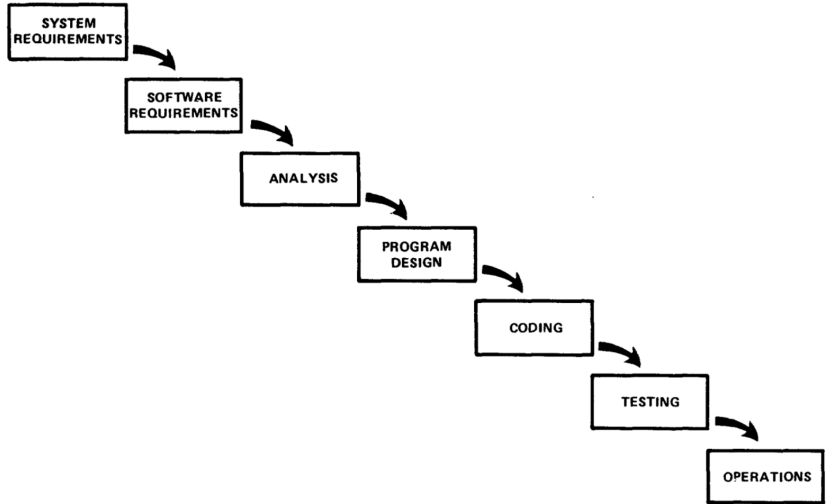 SYSTEM
REQUIREMENTS
SOFTWARE
REQUIREMENTS
ANALYSIS
PROGRAM
DESIGN
CODING
TESTING
OPERATIONS